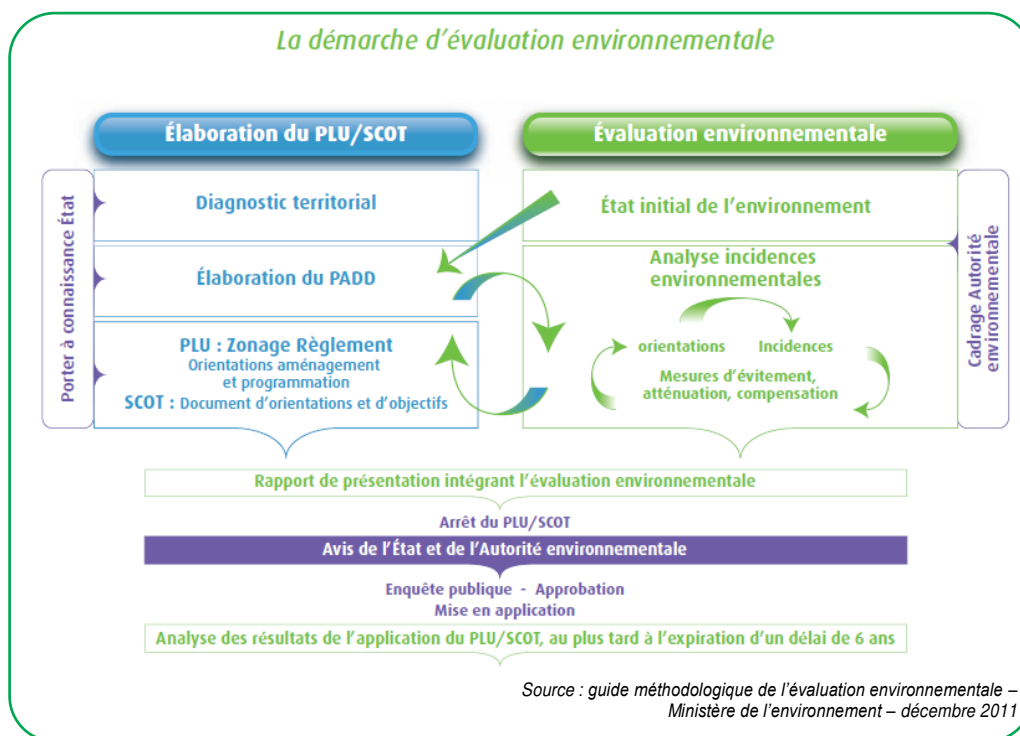 La démarche d'évaluation environnementale
Élaboration du PLU/SCOT
Évaluation environnementale
Porter à connaissance État
Diagnostic territorial
Élaboration du PADD
PLU : Zonage Règlement
Orientations aménagement
et programmation
SCOT : Document d'orientations et d'objectifs
État initial de l'environnement
Analyse incidences
environnementales
orientations
Incidences
Mesures d'évitement,
atténuation, compensation
Cadrage Autorité
environnementale
Rapport de présentation intégrant l'évaluation environnementale
Arrêt du PLU/SCOT
Avis de l'État et de l'Autorité environnementale
Enquête publique - Approbation
Mise en application
Analyse des résultats de l'application du PLU/SCOT, au plus tard à l'expiration d'un délai de 6 ans
Source : guide méthodologique de l'évaluation environnementale –
Ministère de l'environnement – décembre 2011